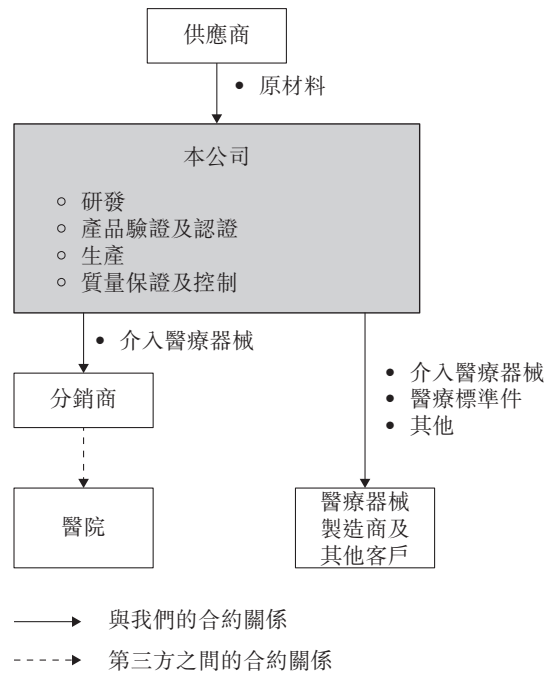 供應商
• 原材料
本公司
○ 研發
○ 產品驗證及認證
○ 生產
○ 質量保證及控制
• 介入醫療器械
分銷商
醫院
• 介入醫療器械
• 醫療標準件
• 其他
醫療器械
製造商及
其他客戶
與我們的合約關係
第三方之間的合約關係